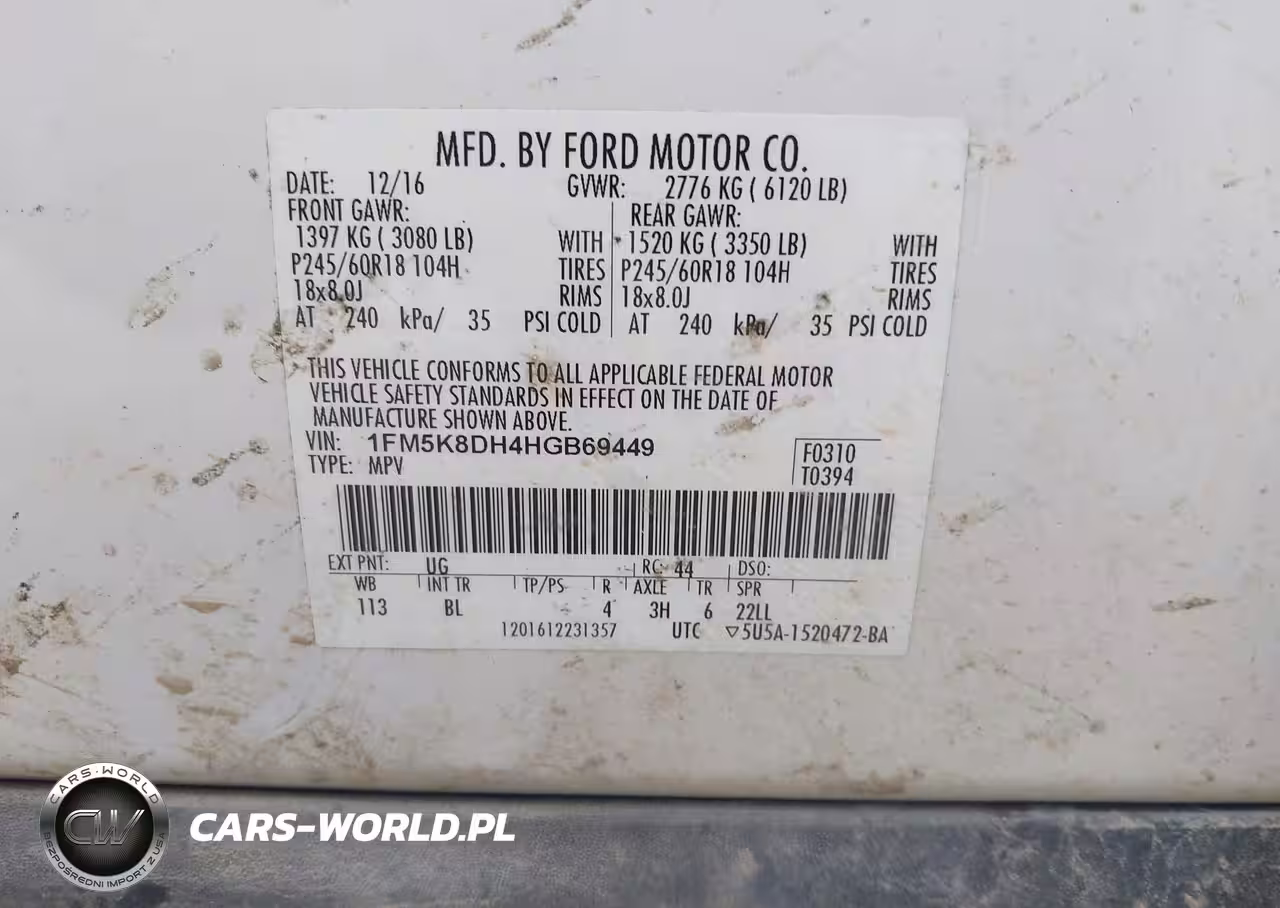 MFD. BY FORD MOTOR CO.
DATE: 12/16 GVWR: 2776 KG ( 6120 LB)
FRONT GAWR: REAR GAWR:
1397 KG ( 3080 LB) WITH 1520 KG ( 3350 LB) WITH
P245/60R18 104H TIRES P245/60R18 104H TIRES
18x8.0J RIMS 18x8.0J RIMS
AT 240 kPa/ 35 PSI COLD AT 240 kPa/ 35 PSI COLD
THIS VEHICLE CONFORMS TO ALL APPLICABLE FEDERAL MOTOR
VEHICLE SAFETY STANDARDS IN EFFECT ON THE DATE OF
MANUFACTURE SHOWN ABOVE.
VIN: 1FM5K8DH4HGB69449
TYPE: MPV
F0310
T0394
EXT PNT: UG RC: 44 DSO:
WB INT TR TP/PS R AXLE TR SPR
113 BL 4 3H 6 22LL
1201612231357 UTC ▽5U5A-1520472-BA
CARS-WORLD
CW
BEZPOŚREDNI IMPORT Z USA
CARS-WORLD.PL